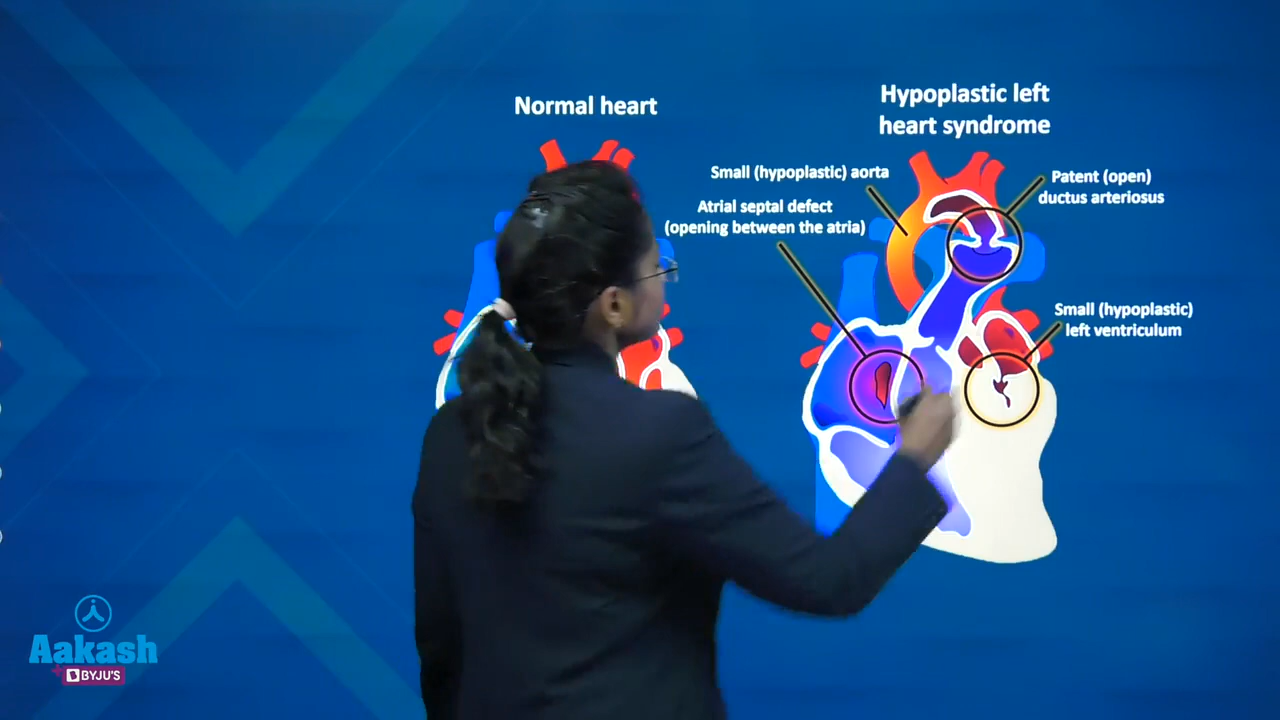 Normal heart
Hypoplastic left
heart syndrome
Small (hypoplastic) aorta
Atrial septal defect
(opening between the atria)
Patent (open)
ductus arteriosus
Small (hypoplastic)
left ventriculum
Aakash
BYJU'S